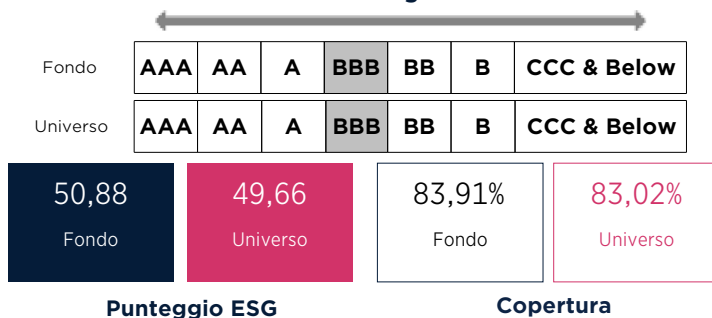 Fondo AAA AA A BBB BB B CCC & Below
Universo AAA AA A BBB BB B CCC & Below
50,88 49,66 83,91% 83,02%
Fondo Universo Fondo Universo
Punteggio ESG Copertura